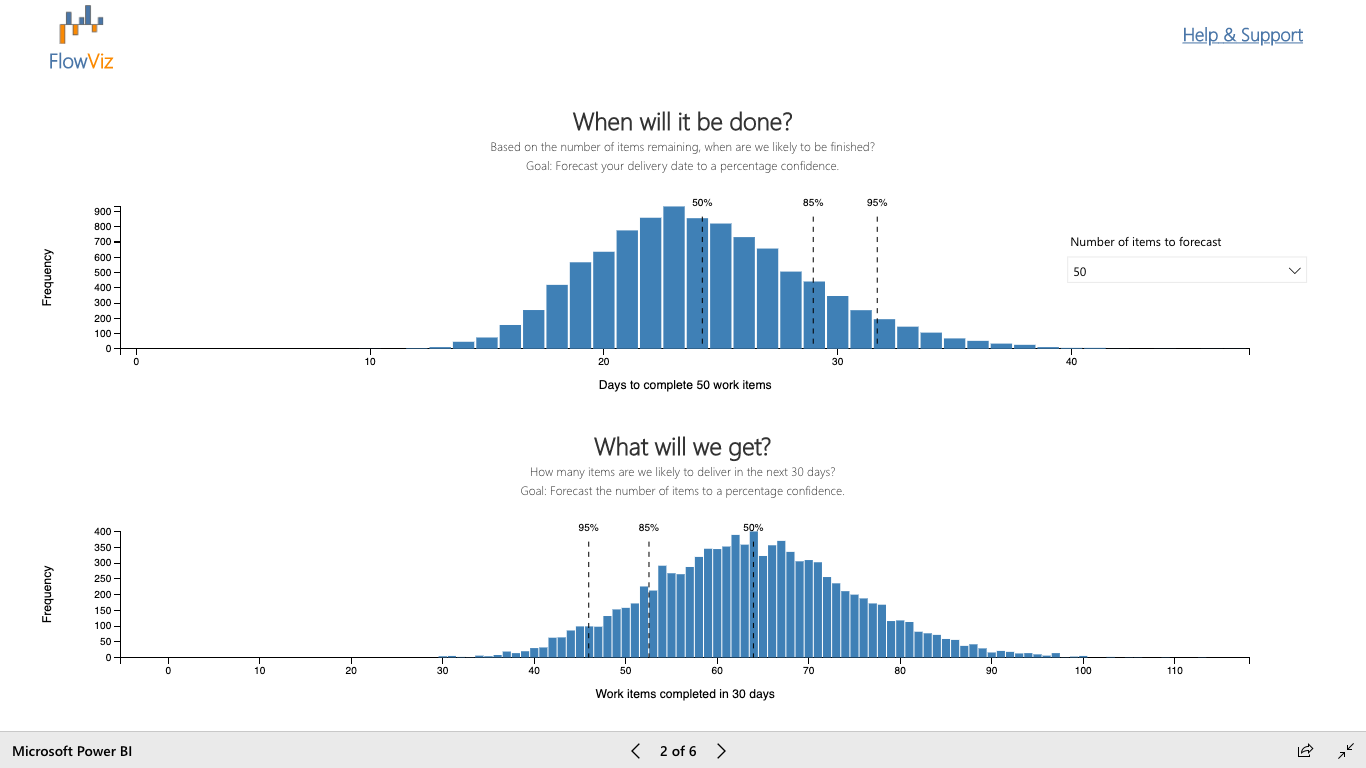 FlowViz
Help & Support
When will it be done?
Based on the number of items remaining, when are we likely to be finished?
Goal: Forecast your delivery date to a percentage confidence.
50% 85% 95%
Number of items to forecast
50
Frequency
900
800
700
600
500
400
300
200
100
0
0 10 20 30 40
Days to complete 50 work items
What will we get?
How many items are we likely to deliver in the next 30 days?
Goal: Forecast the number of items to a percentage confidence.
95% 85% 50%
Frequency
400
350
300
250
200
150
100
50
0
0 10 20 30 40 50 60 70 80 90 100 110
Work items completed in 30 days
Microsoft Power BI
2 of 6